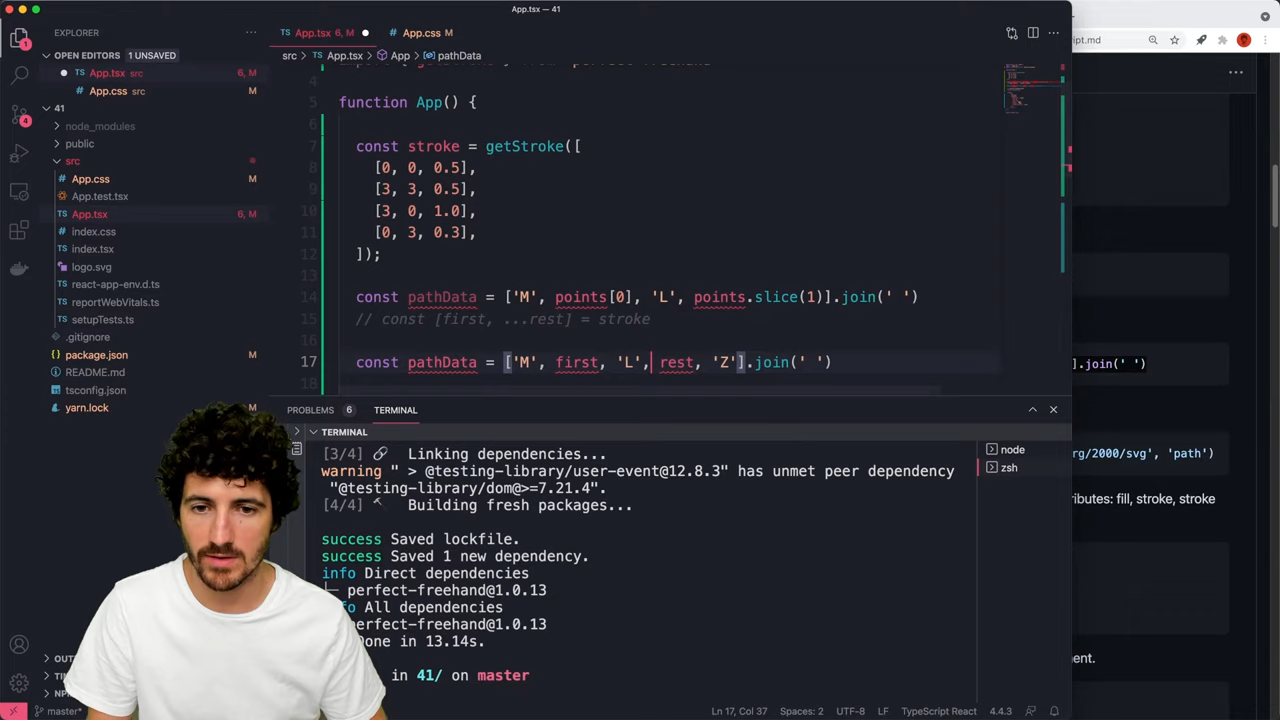 App.tsx — 41
EXPLORER
OPEN EDITORS 1 UNSAVED
App.tsx src 6, M
App.css src M
41
node_modules
public
src
App.css M
App.test.tsx
App.tsx 6, M
index.css
index.tsx
logo.svg
react-app-env.d.ts
reportWebVitals.ts
setupTests.ts
.gitignore
package.json M
README.md
tsconfig.json
yarn.lock M
master*
1
4
TS App.tsx 6, M
App.css M
src > TS App.tsx > App > pathData
4
5 function App() {
6
7 const stroke = getStroke([
8 [0, 0, 0.5],
9 [3, 3, 0.5],
10 [3, 0, 1.0],
11 [0, 3, 0.3],
12 ]);
13
14 const pathData = ['M', points[0], 'L', points.slice(1)].join(' ')
15 // const [first, ...rest] = stroke
16
17 const pathData = ['M', first, 'L', rest, 'Z'].join(' ')
18
PROBLEMS 6 TERMINAL
TERMINAL
[3/4] Linking dependencies...
warning " > @testing-library/user-event@12.8.3" has unmet peer dependency
"@testing-library/dom@>=7.21.4".
[4/4] Building fresh packages...
success Saved lockfile.
success Saved 1 new dependency.
info Direct dependencies
perfect-freehand@1.0.13
All dependencies
perfect-freehand@1.0.13
in 13.14s.
in 41/ on master
node
zsh
Ln 17, Col 37 Spaces: 2 UTF-8 LF TypeScript React 4.4.3
ript.md
].join(' ')
rg/2000/svg', 'path')
ributes: fill, stroke, stroke
ment.